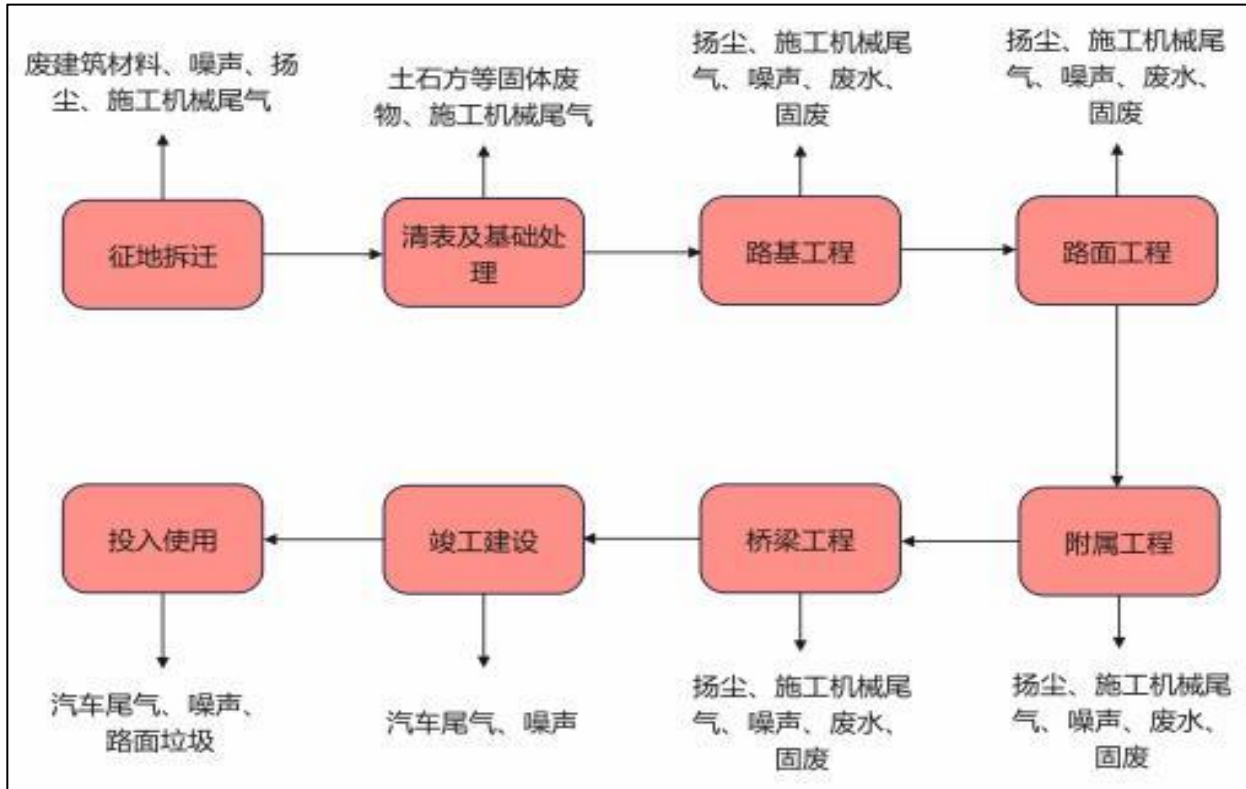 废建筑材料、噪声、扬
尘、施工机械尾气
土石方等固体废
物、施工机械尾气
扬尘、施工机械尾
气、噪声、废水、
固废
扬尘、施工机械尾
气、噪声、废水、
固废
征地拆迁
清表及基础处
理
路基工程
路面工程
投入使用
竣工建设
桥梁工程
附属工程
汽车尾气、噪声、
路面垃圾
汽车尾气、噪声
扬尘、施工机械尾
气、噪声、废水、
固废
扬尘、施工机械尾
气、噪声、废水、
固废